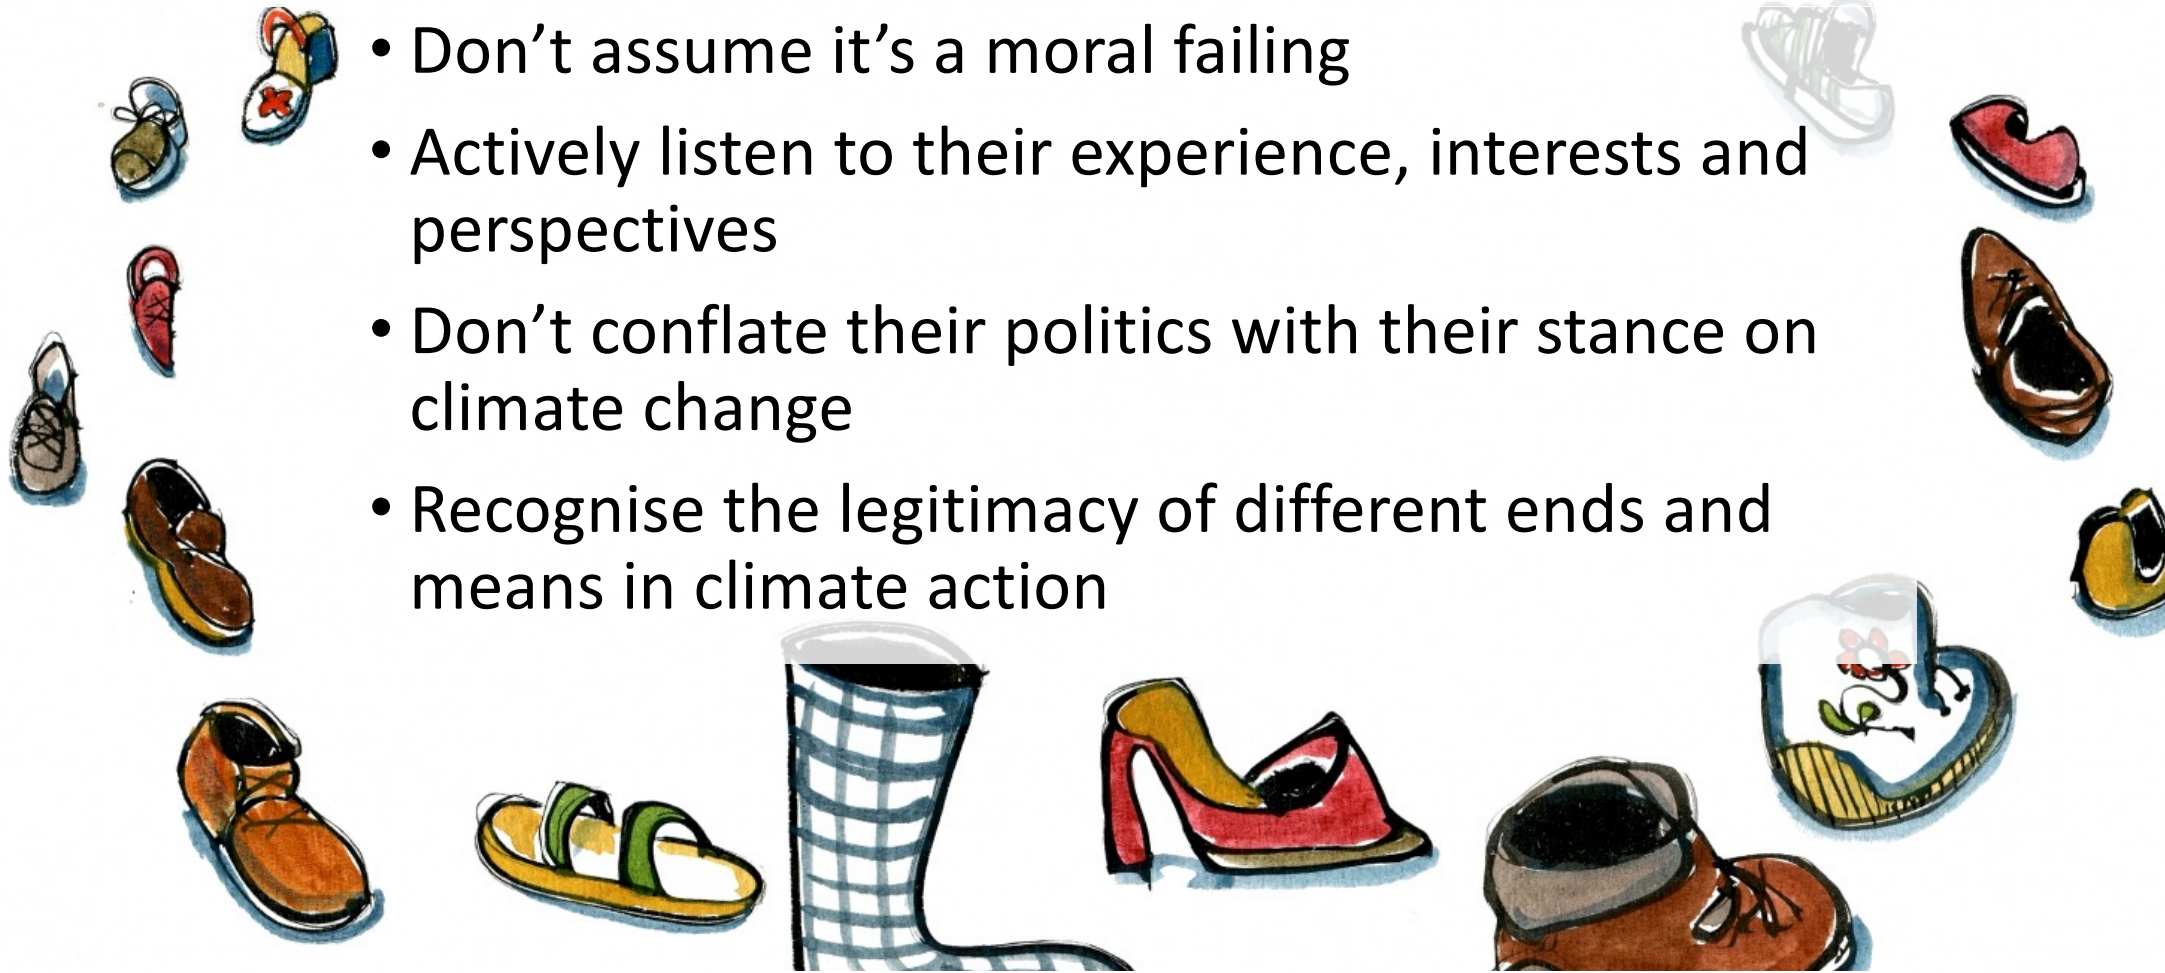 • Don’t assume it’s a moral failing
• Actively listen to their experience, interests and
perspectives
• Don’t conflate their politics with their stance on
climate change
• Recognise the legitimacy of different ends and
means in climate action